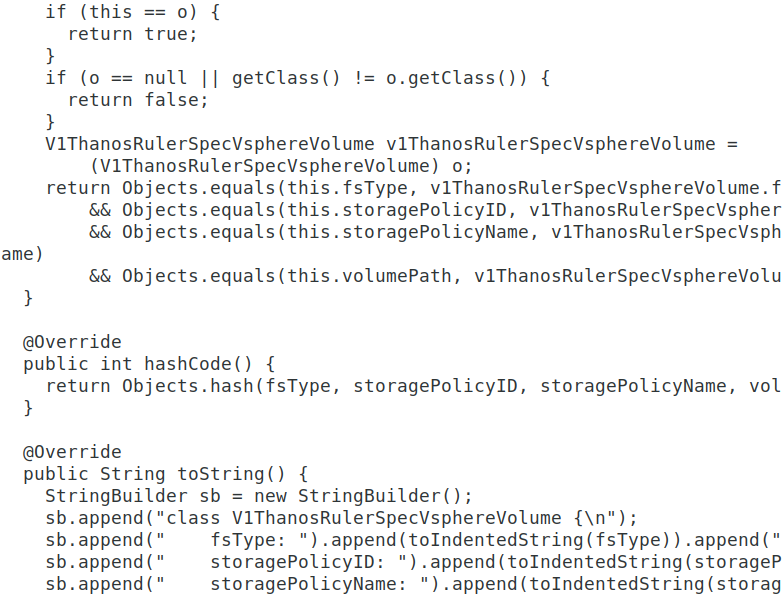 if (this == o) {
      return true;
    }
    if (o == null || getClass() != o.getClass()) {
      return false;
    }
    V1ThanosRulerSpecVsphereVolume v1ThanosRulerSpecVsphereVolume =
        (V1ThanosRulerSpecVsphereVolume) o;
    return Objects.equals(this.fsType, v1ThanosRulerSpecVsphereVolume.f
        && Objects.equals(this.storagePolicyID, v1ThanosRulerSpecVspher
        && Objects.equals(this.storagePolicyName, v1ThanosRulerSpecVsph
ame)
        && Objects.equals(this.volumePath, v1ThanosRulerSpecVsphereVolu
  }

  @Override
  public int hashCode() {
    return Objects.hash(fsType, storagePolicyID, storagePolicyName, vol
  }

  @Override
  public String toString() {
    StringBuilder sb = new StringBuilder();
    sb.append("class V1ThanosRulerSpecVsphereVolume {\n");
    sb.append("    fsType: ").append(toIndentedString(fsType)).append("
    sb.append("    storagePolicyID: ").append(toIndentedString(storageP
    sb.append("    storagePolicyName: ").append(toIndentedString(storag